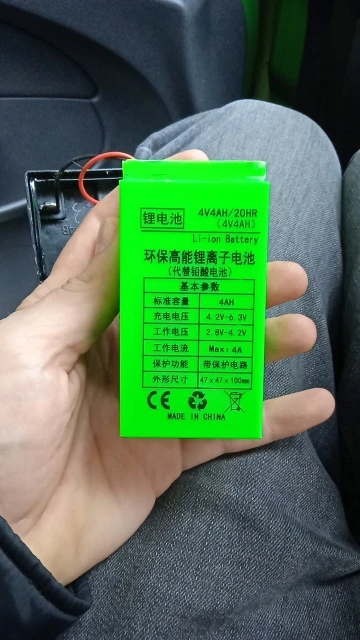 锂电池
4V4AH/20HR
(4V4AH)
Li-ion Battery
环保高能锂离子电池
(代替铅酸电池)
基本参数
标准容量 4AH
充电电压 4.2V-6.3V
工作电压 2.8V-4.2V
工作电流 Max:4A
保护功能 带保护电路
外形尺寸 47x47x100mm
CE
MADE IN CHINA